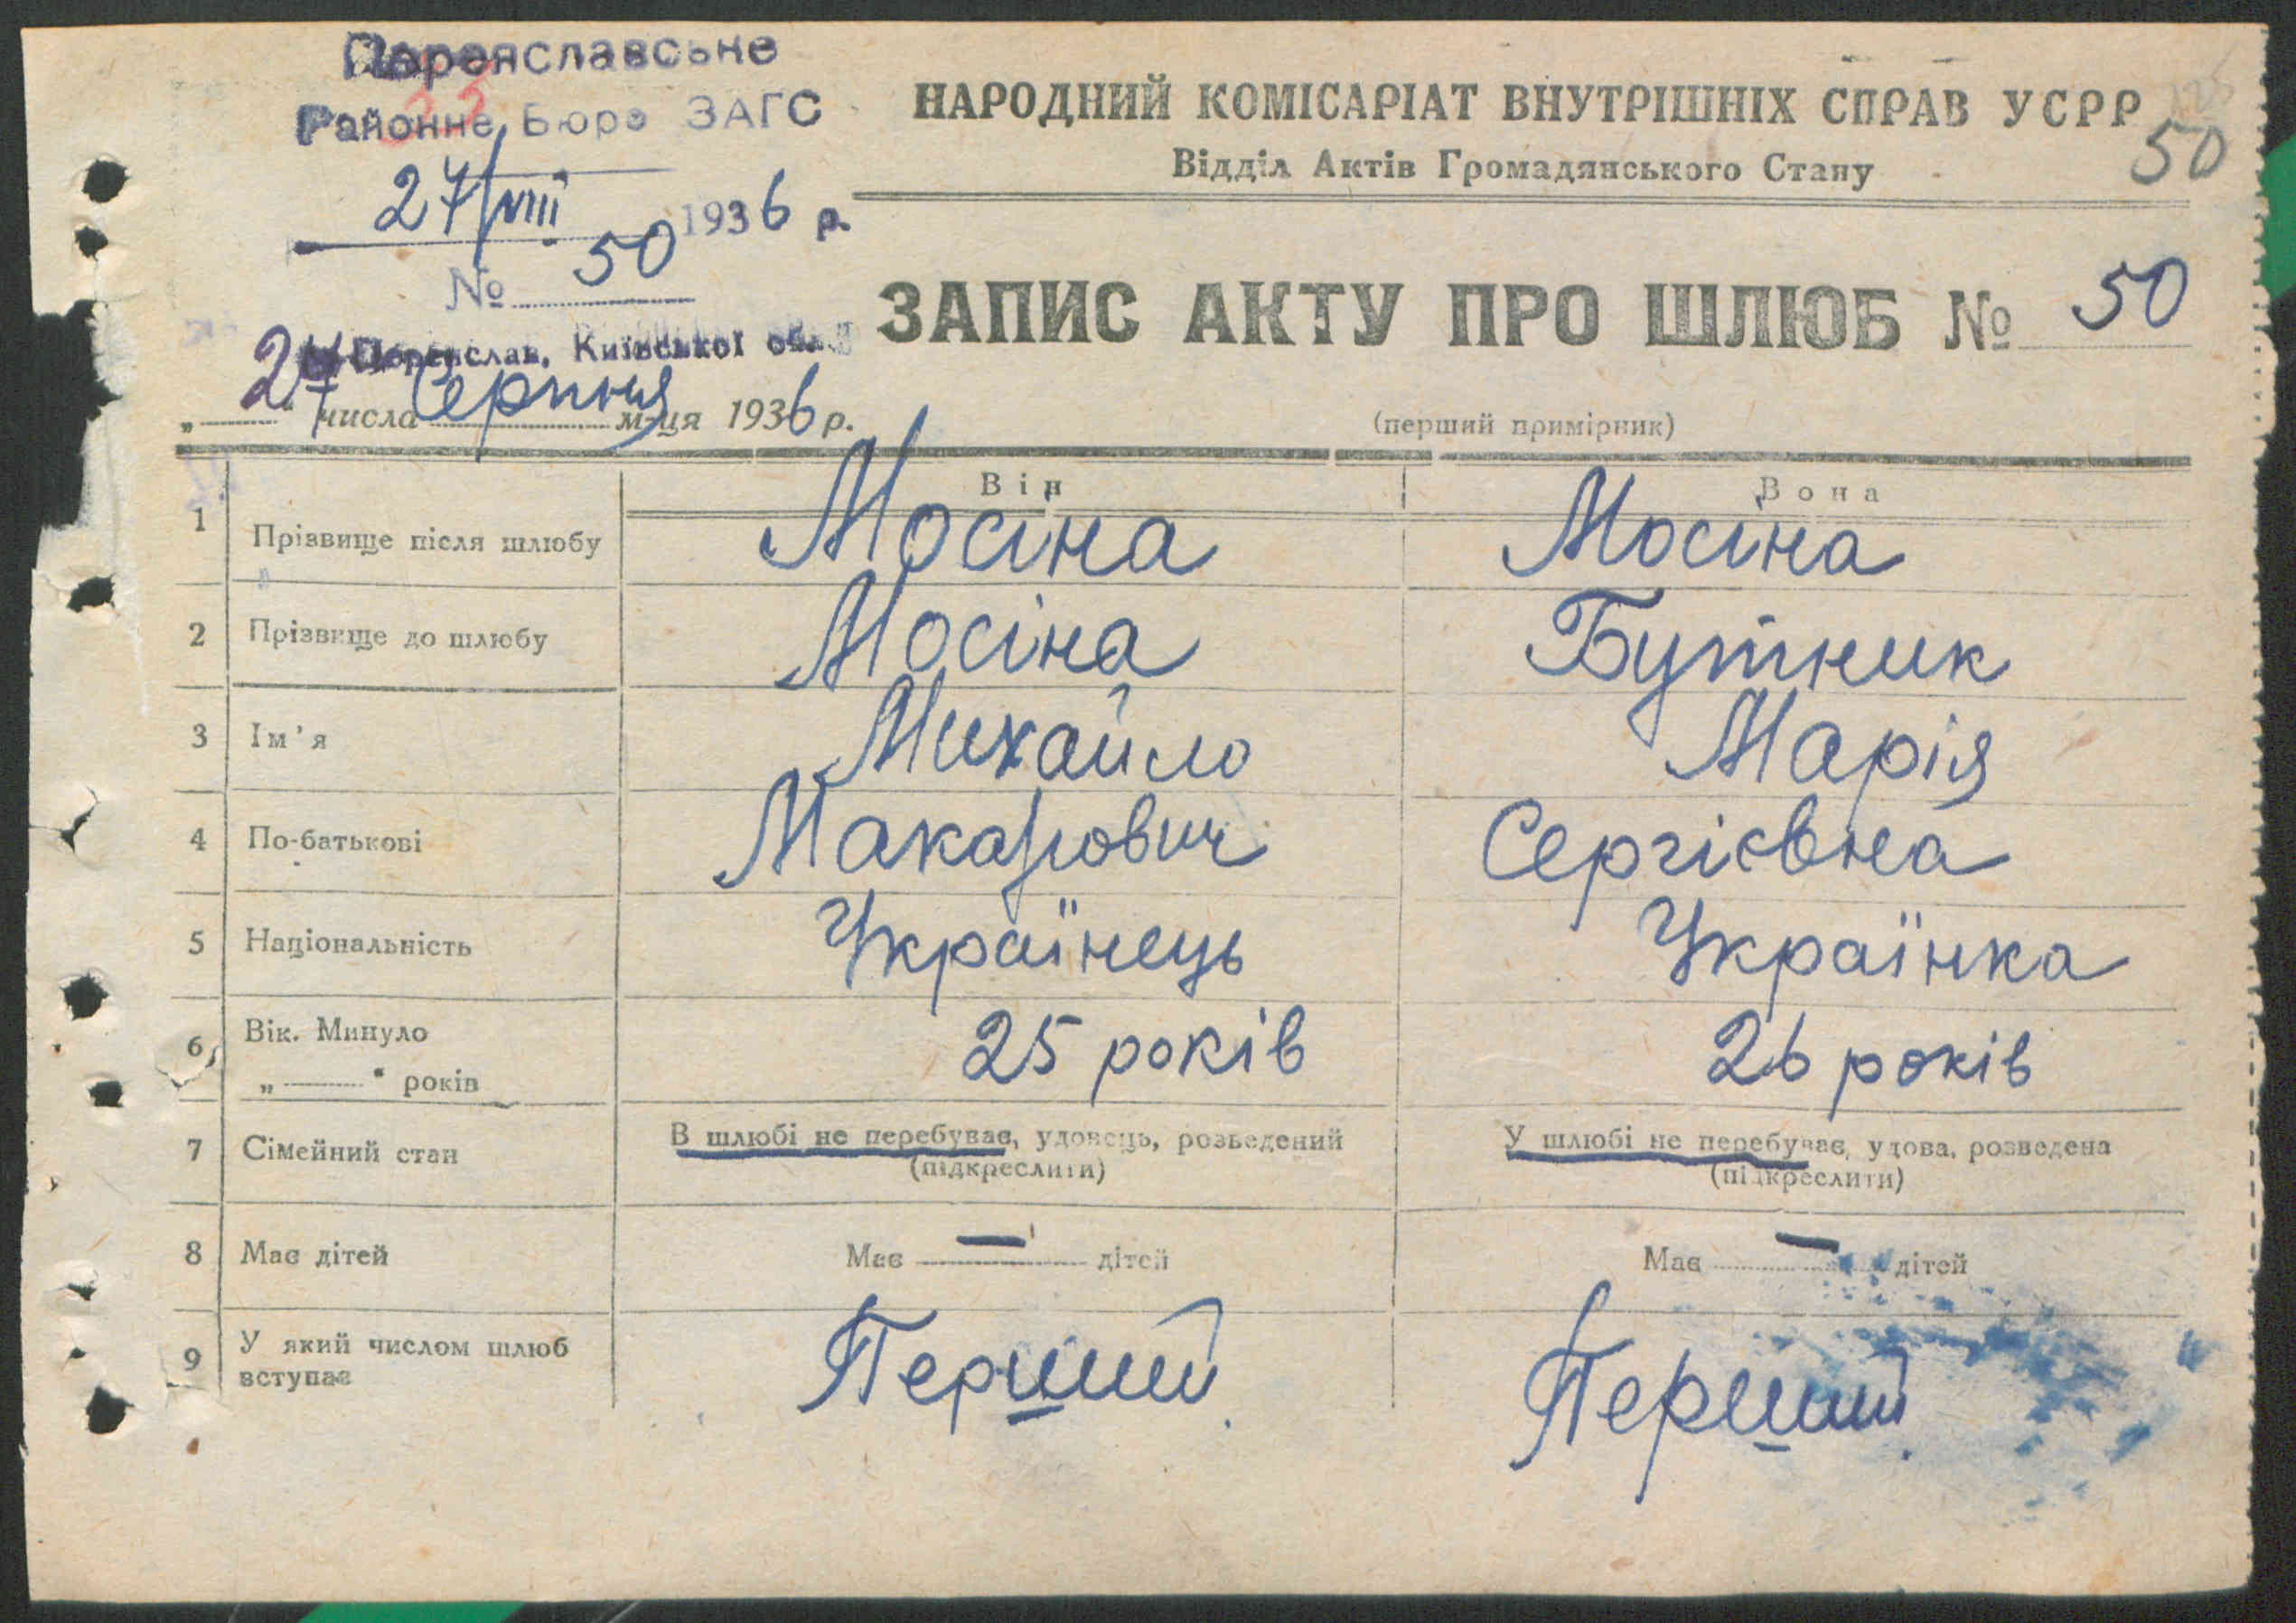 Переяславське
Районне Бюро ЗАГС
27/VIII 1936 р.
№ 50
Переяслав, Київської обл.
"27" числа Серпня м-ця 1936 р.
НАРОДНИЙ КОМІСАРІАТ ВНУТРІШНІХ СПРАВ УСРР
50
Відділ Актів Громадянського Стану
ЗАПИС АКТУ ПРО ШЛЮБ № 50
(перший примірник)
Він Вона
1 Прізвище після шлюбу Мосіна Мосіна
2 Прізвище до шлюбу Мосіна Бутник
3 Ім'я Михайло Марія
4 По-батькові Макарович Сергієвна
5 Національність Українець Українка
6 Вік. Минуло
„ “ років 25 років 26 років
7 Сімейний стан В шлюбі не перебуває, удовець, розведений У шлюбі не перебуває, удова, розведена
(підкреслити) (підкреслити)
8 Має дітей Має — дітей Має — дітей
9 У який числом шлюб
вступає Перший Перший